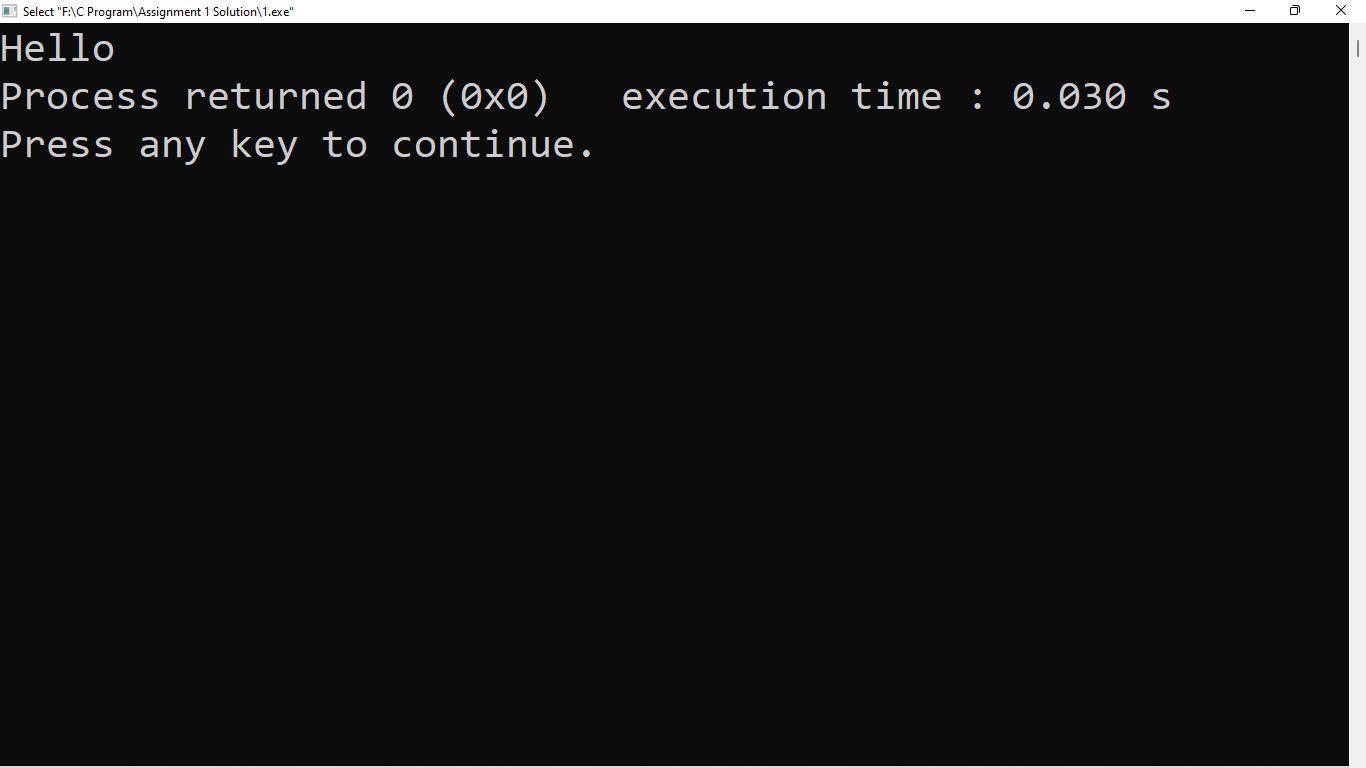 Select "F:\C Program\Assignment 1 Solution\1.exe"
Hello
Process returned 0 (0x0)   execution time : 0.030 s
Press any key to continue.